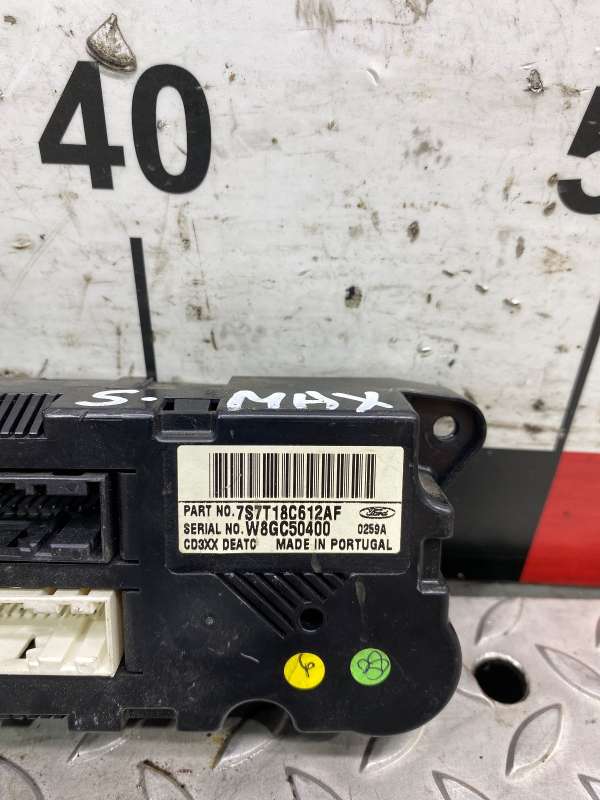 40
S. MAX
PART NO. 7S7T18C612AF Ford
SERIAL NO. W8GC50400 0259A
CD3XX DEATC MADE IN PORTUGAL